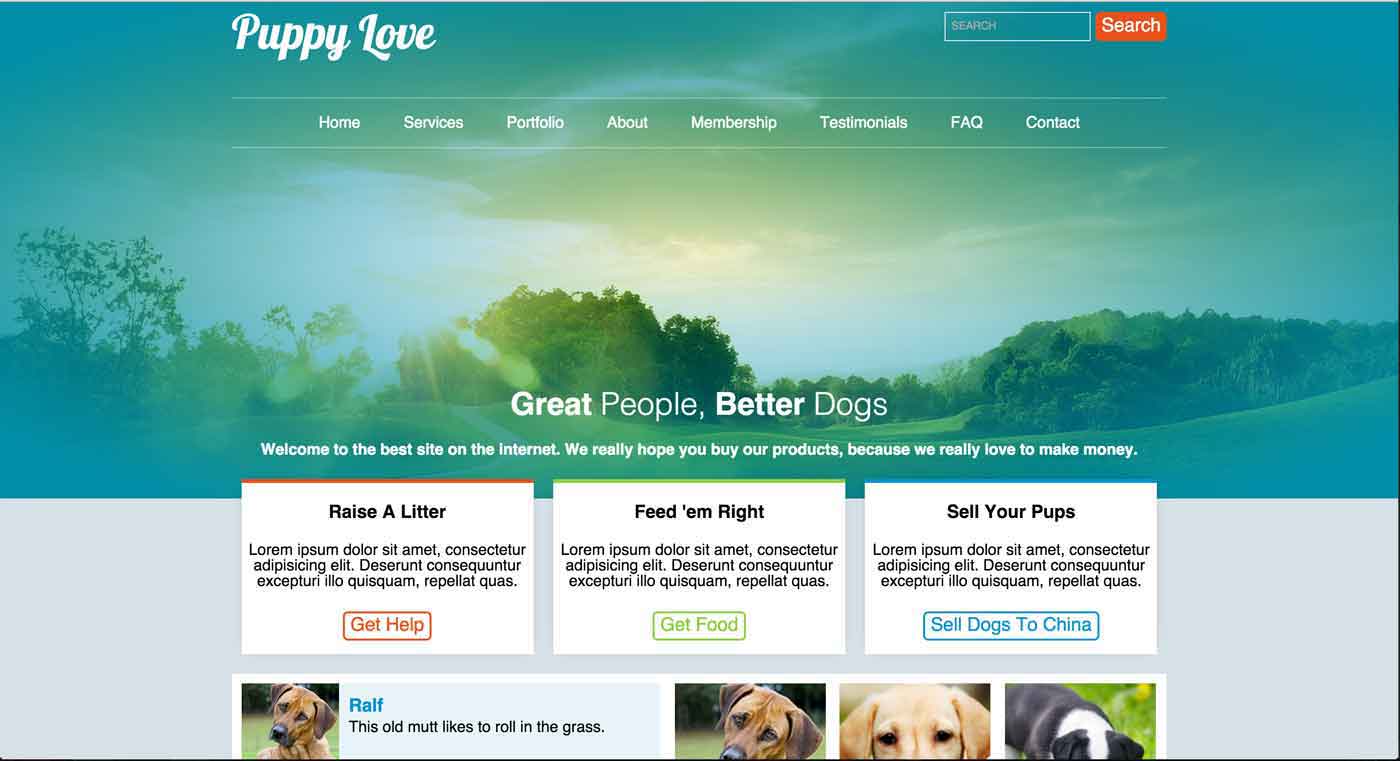 Puppy Love
SEARCH
Search
Home Services Portfolio About Membership Testimonials FAQ Contact
Great People, Better Dogs
Welcome to the best site on the internet. We really hope you buy our products, because we really love to make money.
Raise A Litter
Lorem ipsum dolor sit amet, consectetur
adipisicing elit. Deserunt consequuntur
excepturi illo quisquam, repellat quas.
Get Help
Feed 'em Right
Lorem ipsum dolor sit amet, consectetur
adipisicing elit. Deserunt consequuntur
excepturi illo quisquam, repellat quas.
Get Food
Sell Your Pups
Lorem ipsum dolor sit amet, consectetur
adipisicing elit. Deserunt consequuntur
excepturi illo quisquam, repellat quas.
Sell Dogs To China
Ralf
This old mutt likes to roll in the grass.